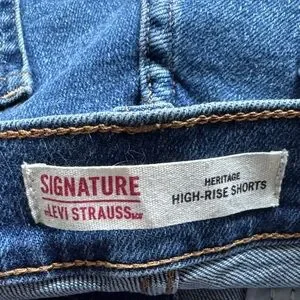 SIGNATURE
BY LEVI STRAUSS & CO.
HERITAGE
HIGH-RISE SHORTS